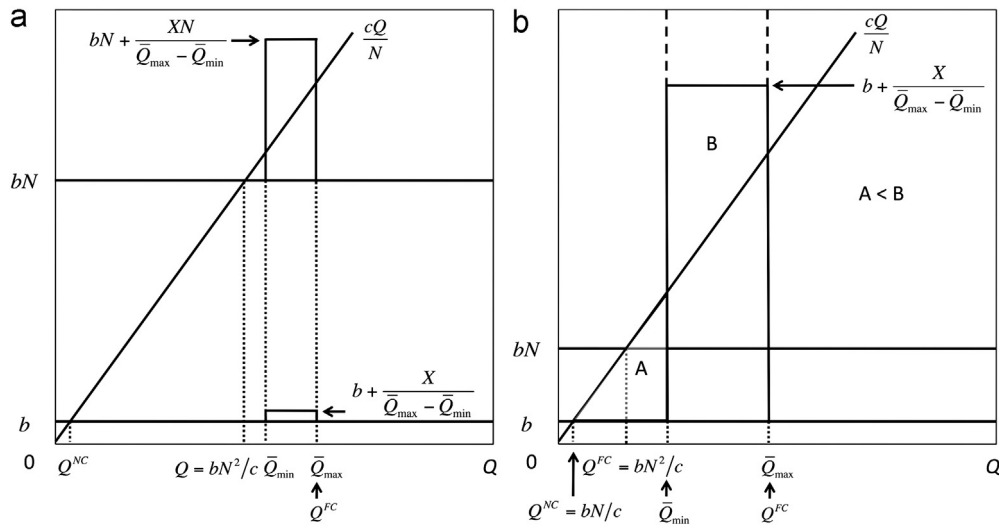 a
bN + XN / (Q̄max − Q̄min)
cQ / N
bN
b + X / (Q̄max − Q̄min)
b
0
Q^NC
Q = bN²/c
Q̄min
Q̄max
Q
Q^FC
b
cQ / N
b + X / (Q̄max − Q̄min)
B
A < B
bN
A
b
0
Q^FC = bN²/c
Q̄max
Q
Q^NC = bN/c
Q̄min
Q^FC